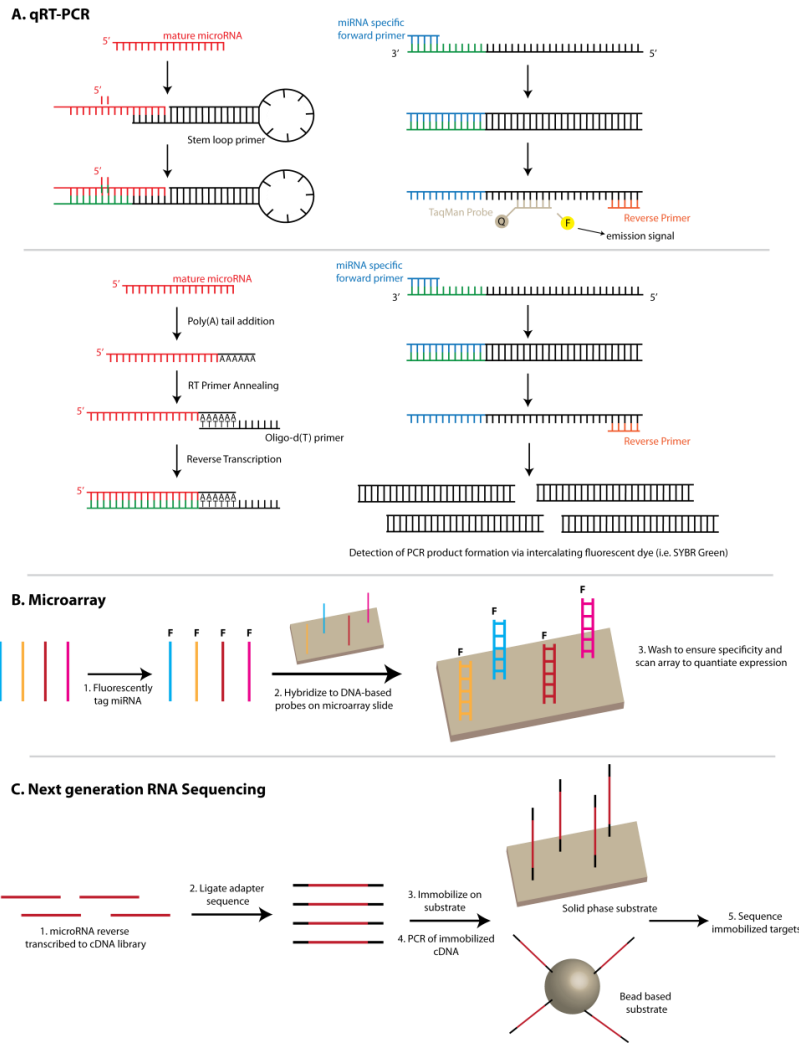 A. qRT-PCR
5’
mature microRNA
5’
Stem loop primer
5’
miRNA specific
forward primer
3’
5’
TaqMan Probe
Q
F
Reverse Primer
emission signal
mature microRNA
5’
Poly(A) tail addition
5’
AAAAAA
RT Primer Annealing
5’
AAAAAA
Oligo-d(T) primer
Reverse Transcription
5’
AAAAAA
miRNA specific
forward primer
3’
5’
Reverse Primer
Detection of PCR product formation via intercalating fluorescent dye (i.e. SYBR Green)
B. Microarray
F F F F
1. Fluorescently
tag miRNA
2. Hybridize to DNA-based
probes on microarray slide
F
F
F
F
3. Wash to ensure specificity and
scan array to quantiate expression
C. Next generation RNA Sequencing
1. microRNA reverse
transcribed to cDNA library
2. Ligate adapter
sequence
3. Immobilize on
substrate
4. PCR of immobilized
cDNA
Solid phase substrate
Bead based
substrate
5. Sequence
immobilized targets